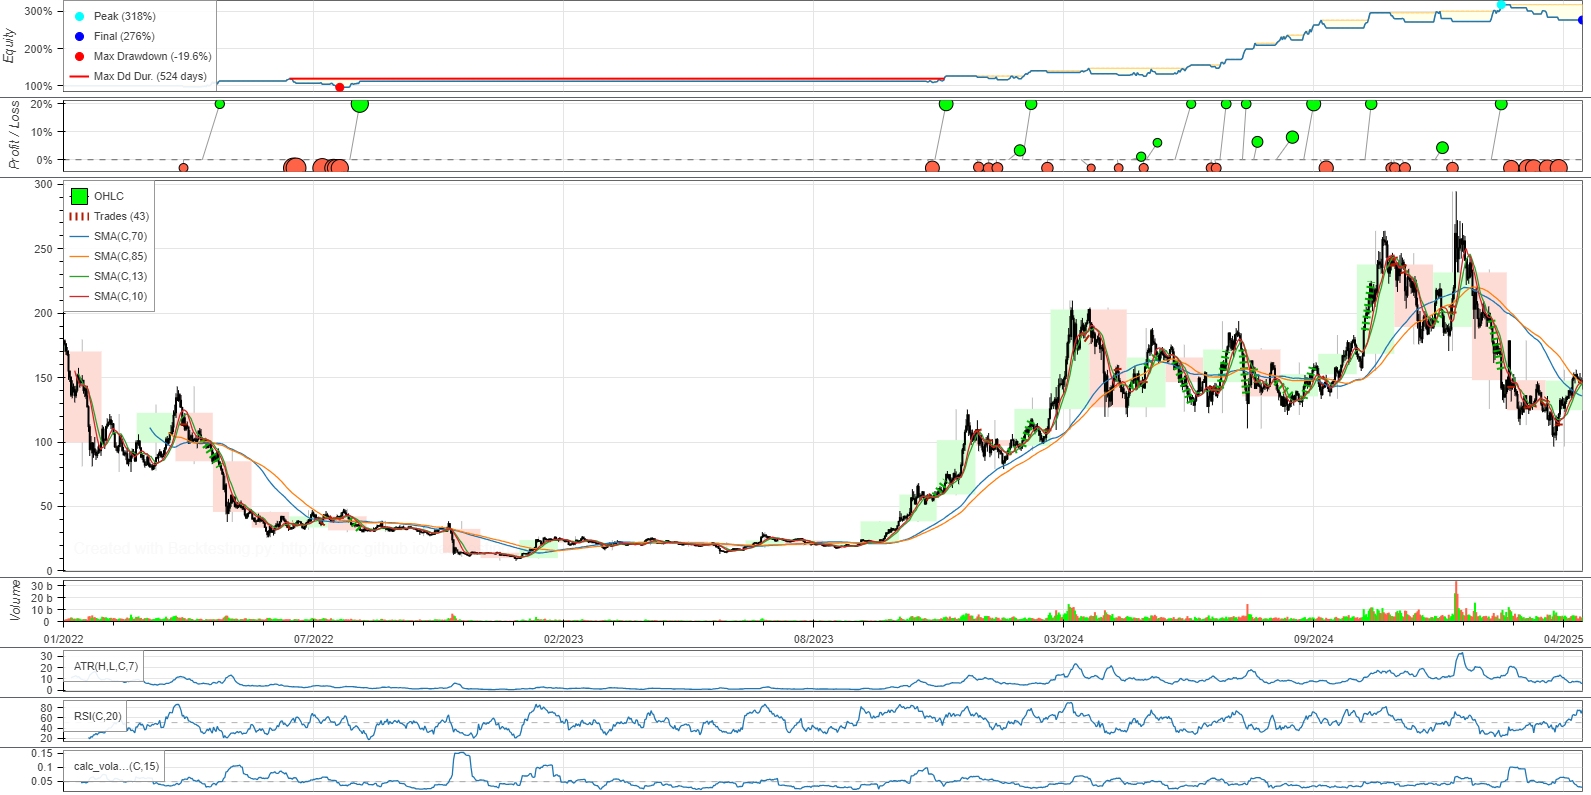 300%
200%
100%
Equity
Peak (318%)
Final (276%)
Max Drawdown (-19.6%)
Max Dd Dur. (524 days)
20%
10%
0%
Profit / Loss
300
250
200
150
100
50
0
OHLC
Trades (43)
SMA(C,70)
SMA(C,85)
SMA(C,13)
SMA(C,10)
Created with Backtesting.py:
30 b
20 b
10 b
0
Volume
01/2022
07/2022
02/2023
08/2023
03/2024
09/2024
04/2025
30
20
10
0
ATR(H,L,C,7)
80
60
40
20
RSI(C,20)
0.15
0.1
0.05
calc_vola…(C,15)